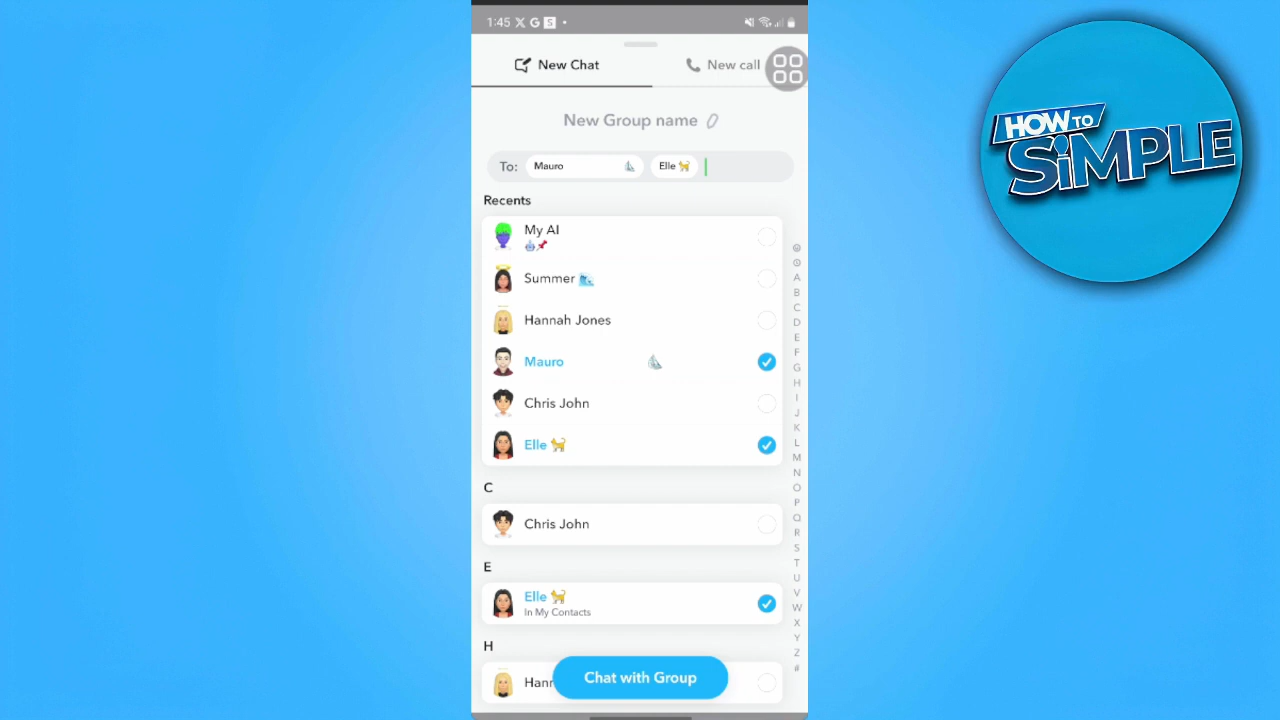 1:45
New Chat
New call
New Group name
To: Mauro Elle
Recents
My AI
Summer
Hannah Jones
Mauro
Chris John
Elle
C
Chris John
E
Elle
In My Contacts
H
Hanr
Chat with Group
A
B
C
D
E
F
G
H
I
J
K
L
M
N
O
P
Q
R
S
T
U
V
W
X
Y
Z
#
HOW TO
SiMPLE